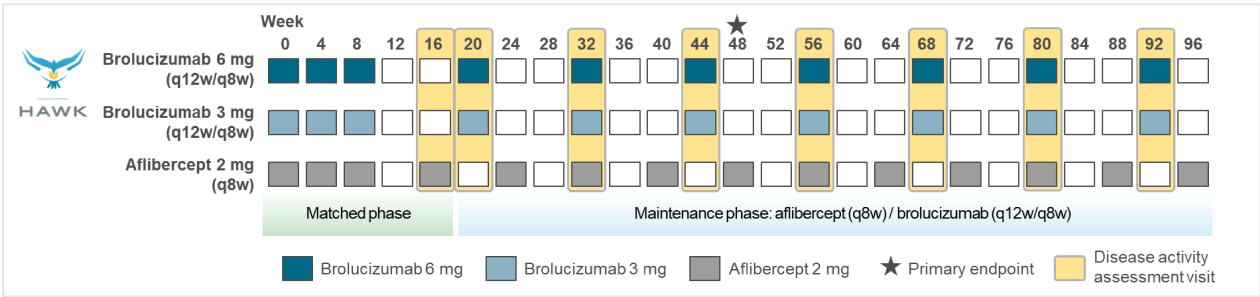 Week
0 4 8 12 16 20 24 28 32 36 40 44 48 52 56 60 64 68 72 76 80 84 88 92 96
HAWK
Brolucizumab 6 mg
(q12w/q8w)
Brolucizumab 3 mg
(q12w/q8w)
Aflibercept 2 mg
(q8w)
Matched phase
Maintenance phase: aflibercept (q8w) / brolucizumab (q12w/q8w)
Brolucizumab 6 mg
Brolucizumab 3 mg
Aflibercept 2 mg
Primary endpoint
Disease activity
assessment visit